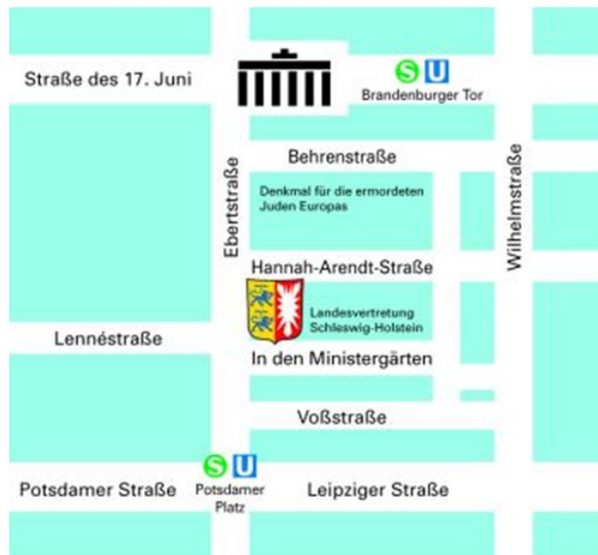 Straße des 17. Juni
S U
Brandenburger Tor
Behrenstraße
Denkmal für die ermordeten
Juden Europas
Ebertstraße
Wilhelmstraße
Hannah-Arendt-Straße
Landesvertretung
Schleswig-Holstein
Lennéstraße
In den Ministergärten
Voßstraße
S U
Potsdamer Straße
Potsdamer
Platz
Leipziger Straße